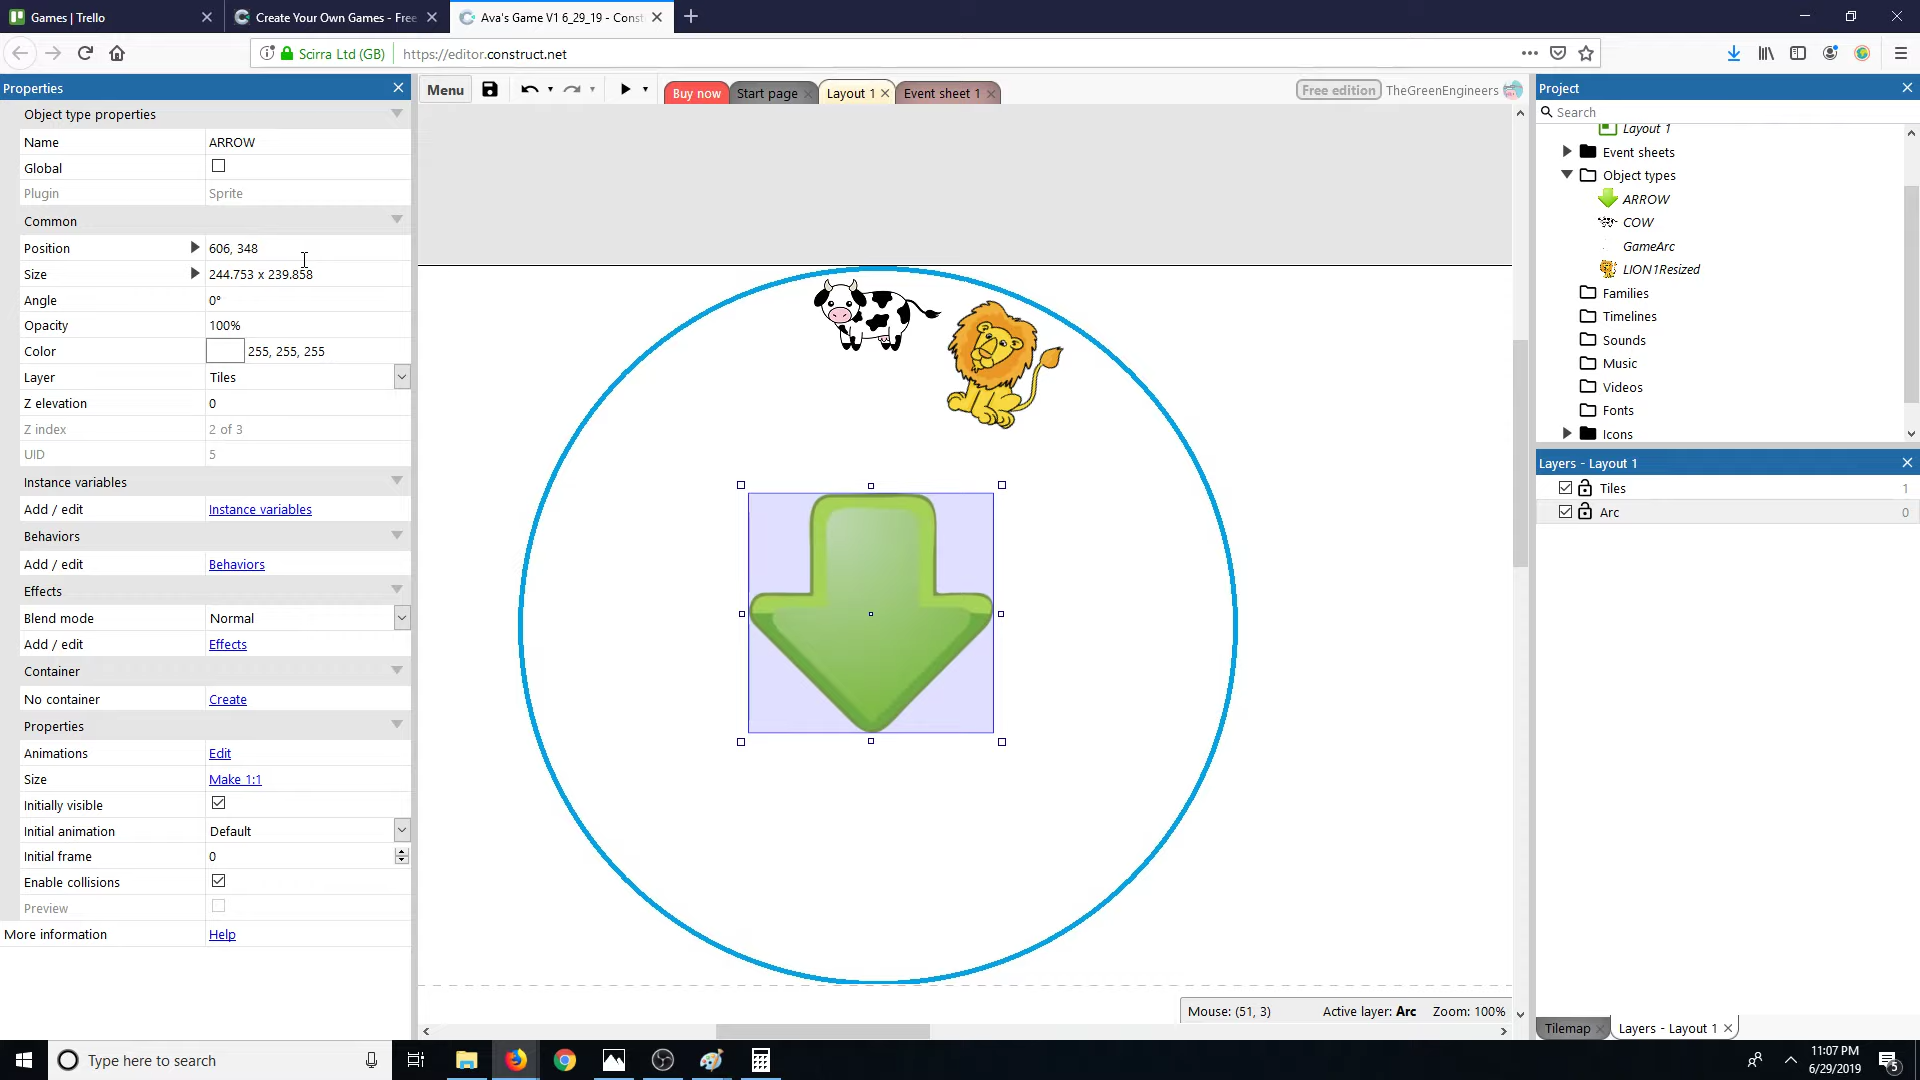 Games | Trello
Create Your Own Games - Free
Ava's Game V1 6_29_19 - Const
Scirra Ltd (GB)
https://editor.construct.net
Properties
Object type properties
Name ARROW
Global
Plugin Sprite
Common
Position 606, 348
Size 244.753 x 239.858
Angle 0°
Opacity 100%
Color 255, 255, 255
Layer Tiles
Z elevation 0
Z index 2 of 3
UID 5
Instance variables
Add / edit Instance variables
Behaviors
Add / edit Behaviors
Effects
Blend mode Normal
Add / edit Effects
Container
No container Create
Properties
Animations Edit
Size Make 1:1
Initially visible
Initial animation Default
Initial frame 0
Enable collisions
Preview
More information Help
Menu
Buy now
Start page
Layout 1
Event sheet 1
Free edition
TheGreenEngineers
Mouse: (51, 3) Active layer: Arc Zoom: 100%
Project
Search
Layout 1
Event sheets
Object types
ARROW
COW
GameArc
LION1Resized
Families
Timelines
Sounds
Music
Videos
Fonts
Icons
Layers - Layout 1
Tiles 1
Arc 0
Tilemap
Layers - Layout 1
Type here to search
11:07 PM
6/29/2019
5